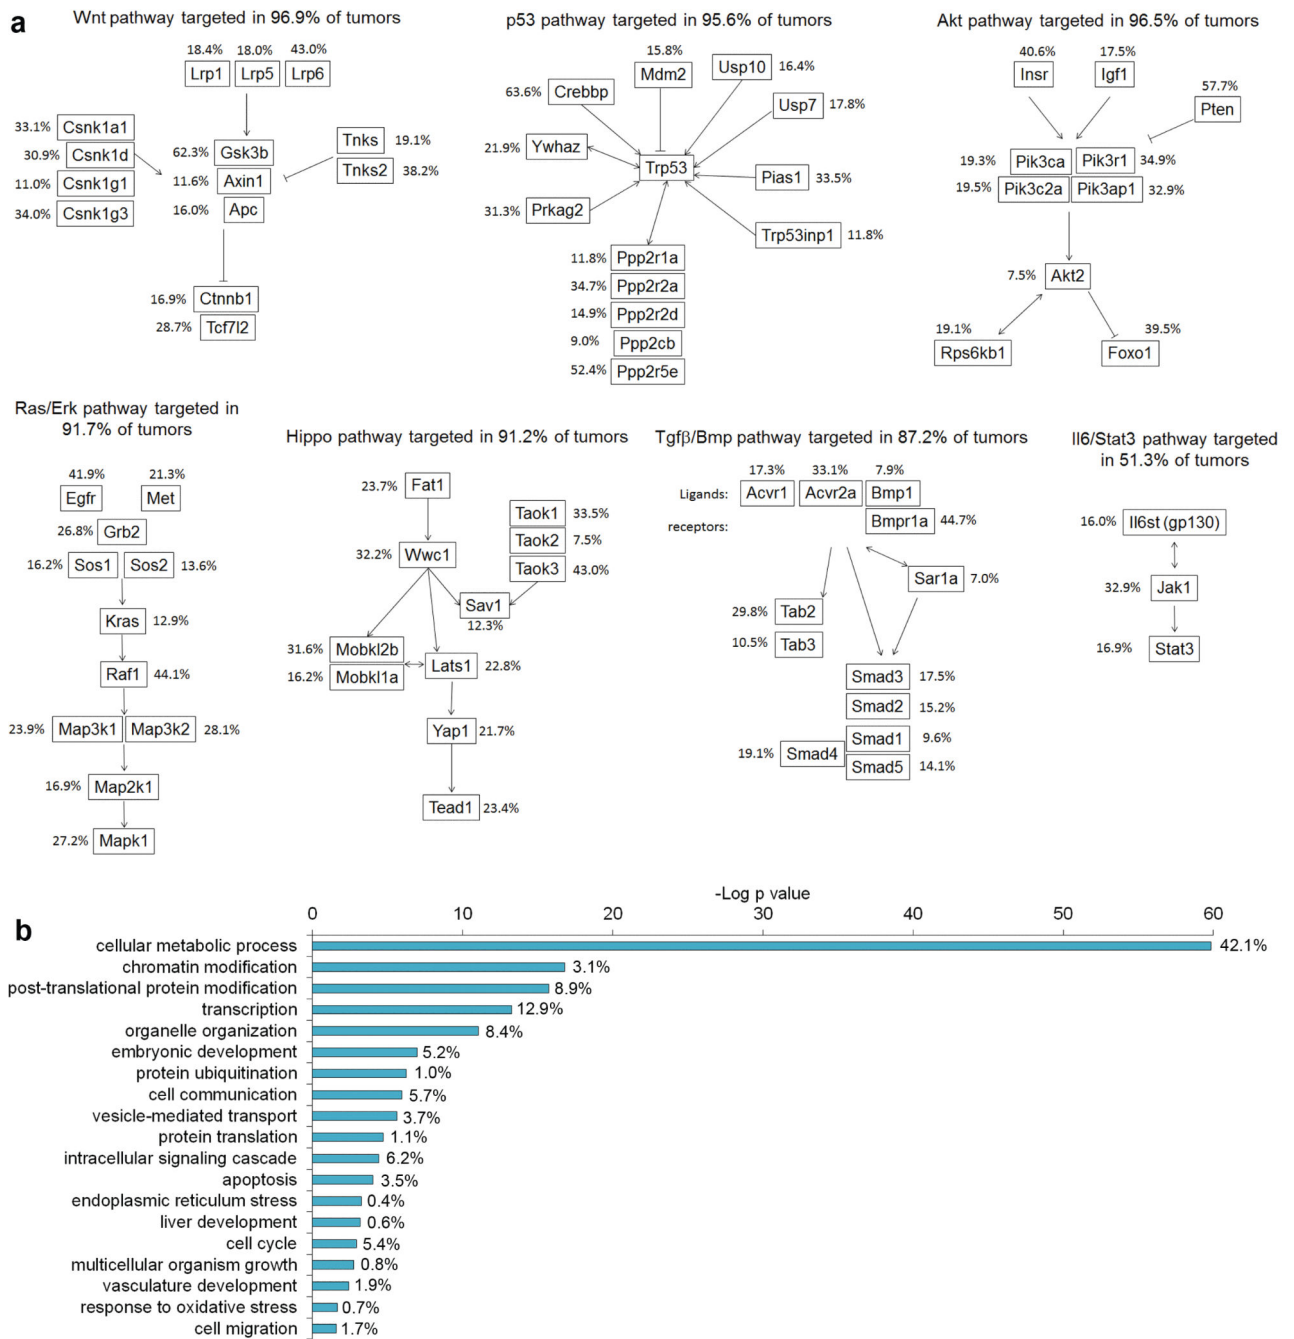 a
Wnt pathway targeted in 96.9% of tumors
18.4% 18.0% 43.0%
Lrp1 Lrp5 Lrp6
33.1% Csnk1a1
30.9% Csnk1d
11.0% Csnk1g1
34.0% Csnk1g3
62.3% Gsk3b
11.6% Axin1
16.0% Apc
Tnks 19.1%
Tnks2 38.2%
16.9% Ctnnb1
28.7% Tcf7l2
p53 pathway targeted in 95.6% of tumors
15.8%
Mdm2
Usp10 16.4%
63.6% Crebbp
Usp7 17.8%
21.9% Ywhaz
Trp53
Pias1 33.5%
31.3% Prkag2
Trp53inp1 11.8%
11.8% Ppp2r1a
34.7% Ppp2r2a
14.9% Ppp2r2d
9.0% Ppp2cb
52.4% Ppp2r5e
Akt pathway targeted in 96.5% of tumors
40.6% 17.5%
Insr Igf1
57.7%
Pten
19.3% Pik3ca Pik3r1 34.9%
19.5% Pik3c2a Pik3ap1 32.9%
7.5% Akt2
19.1% 39.5%
Rps6kb1 Foxo1
Ras/Erk pathway targeted in
91.7% of tumors
41.9% 21.3%
Egfr Met
26.8% Grb2
16.2% Sos1 Sos2 13.6%
Kras 12.9%
Raf1 44.1%
23.9% Map3k1 Map3k2 28.1%
16.9% Map2k1
27.2% Mapk1
Hippo pathway targeted in 91.2% of tumors
23.7% Fat1
Taok1 33.5%
Taok2 7.5%
Taok3 43.0%
32.2% Wwc1
Sav1
12.3%
31.6% Mobkl2b
16.2% Mobkl1a
Lats1 22.8%
Yap1 21.7%
Tead1 23.4%
Tgfβ/Bmp pathway targeted in 87.2% of tumors
17.3% 33.1% 7.9%
Ligands: Acvr1 Acvr2a Bmp1
receptors: Bmpr1a 44.7%
Sar1a 7.0%
29.8% Tab2
10.5% Tab3
Smad3 17.5%
Smad2 15.2%
Smad1 9.6%
19.1% Smad4
Smad5 14.1%
Il6/Stat3 pathway targeted
in 51.3% of tumors
16.0% Il6st (gp130)
32.9% Jak1
16.9% Stat3
b
-Log p value
0 10 20 30 40 50 60
cellular metabolic process 42.1%
chromatin modification 3.1%
post-translational protein modification 8.9%
transcription 12.9%
organelle organization 8.4%
embryonic development 5.2%
protein ubiquitination 1.0%
cell communication 5.7%
vesicle-mediated transport 3.7%
protein translation 1.1%
intracellular signaling cascade 6.2%
apoptosis 3.5%
endoplasmic reticulum stress 0.4%
liver development 0.6%
cell cycle 5.4%
multicellular organism growth 0.8%
vasculature development 1.9%
response to oxidative stress 0.7%
cell migration 1.7%